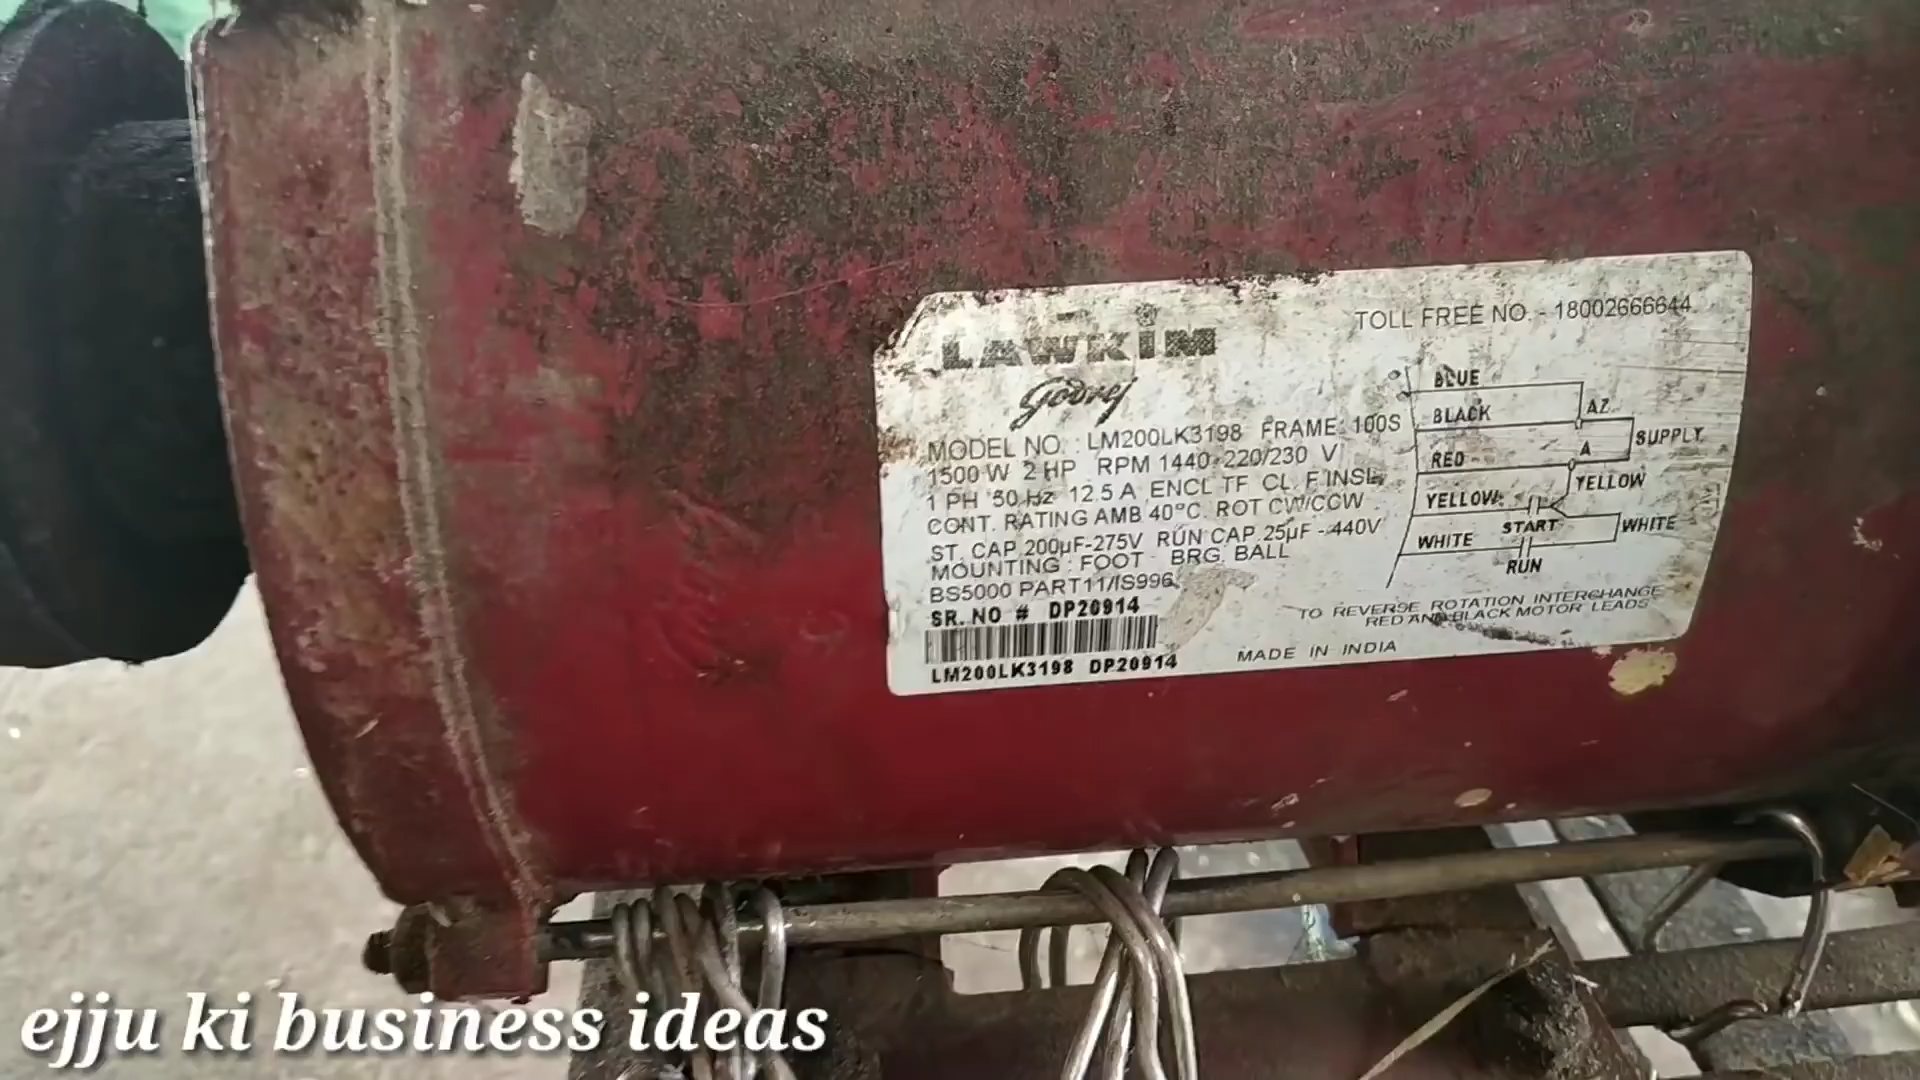 LAWKIM
Godrej
TOLL FREE NO. - 18002666644
MODEL NO. : LM200LK3198 FRAME: 100S
1500 W 2 HP RPM 1440 220/230 V
1 PH 50 Hz 12.5 A ENCL TF CL. F INSL
CONT. RATING AMB 40°C. ROT CW/CCW
ST. CAP 200µF-275V RUN CAP 25µF - 440V
MOUNTING : FOOT - BRG. BALL
BS5000 PART11/IS996
SR. NO # DP20914
LM200LK3198 DP20914
BLUE
AZ
BLACK
SUPPLY
A
RED
YELLOW
YELLOW
START
WHITE
WHITE
RUN
TO REVERSE ROTATION INTERCHANGE
RED AND BLACK MOTOR LEADS
MADE IN INDIA
ejju ki business ideas